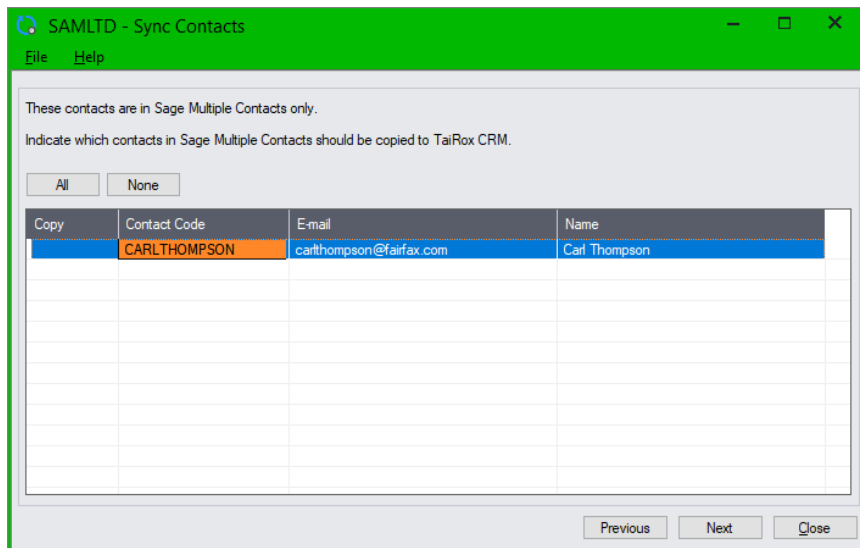 SAMLTD - Sync Contacts
File Help
These contacts are in Sage Multiple Contacts only.
Indicate which contacts in Sage Multiple Contacts should be copied to TaiRox CRM.
All None
Copy Contact Code E-mail Name
CARLTHOMPSON carlthompson@fairfax.com Carl Thompson
Previous Next Close